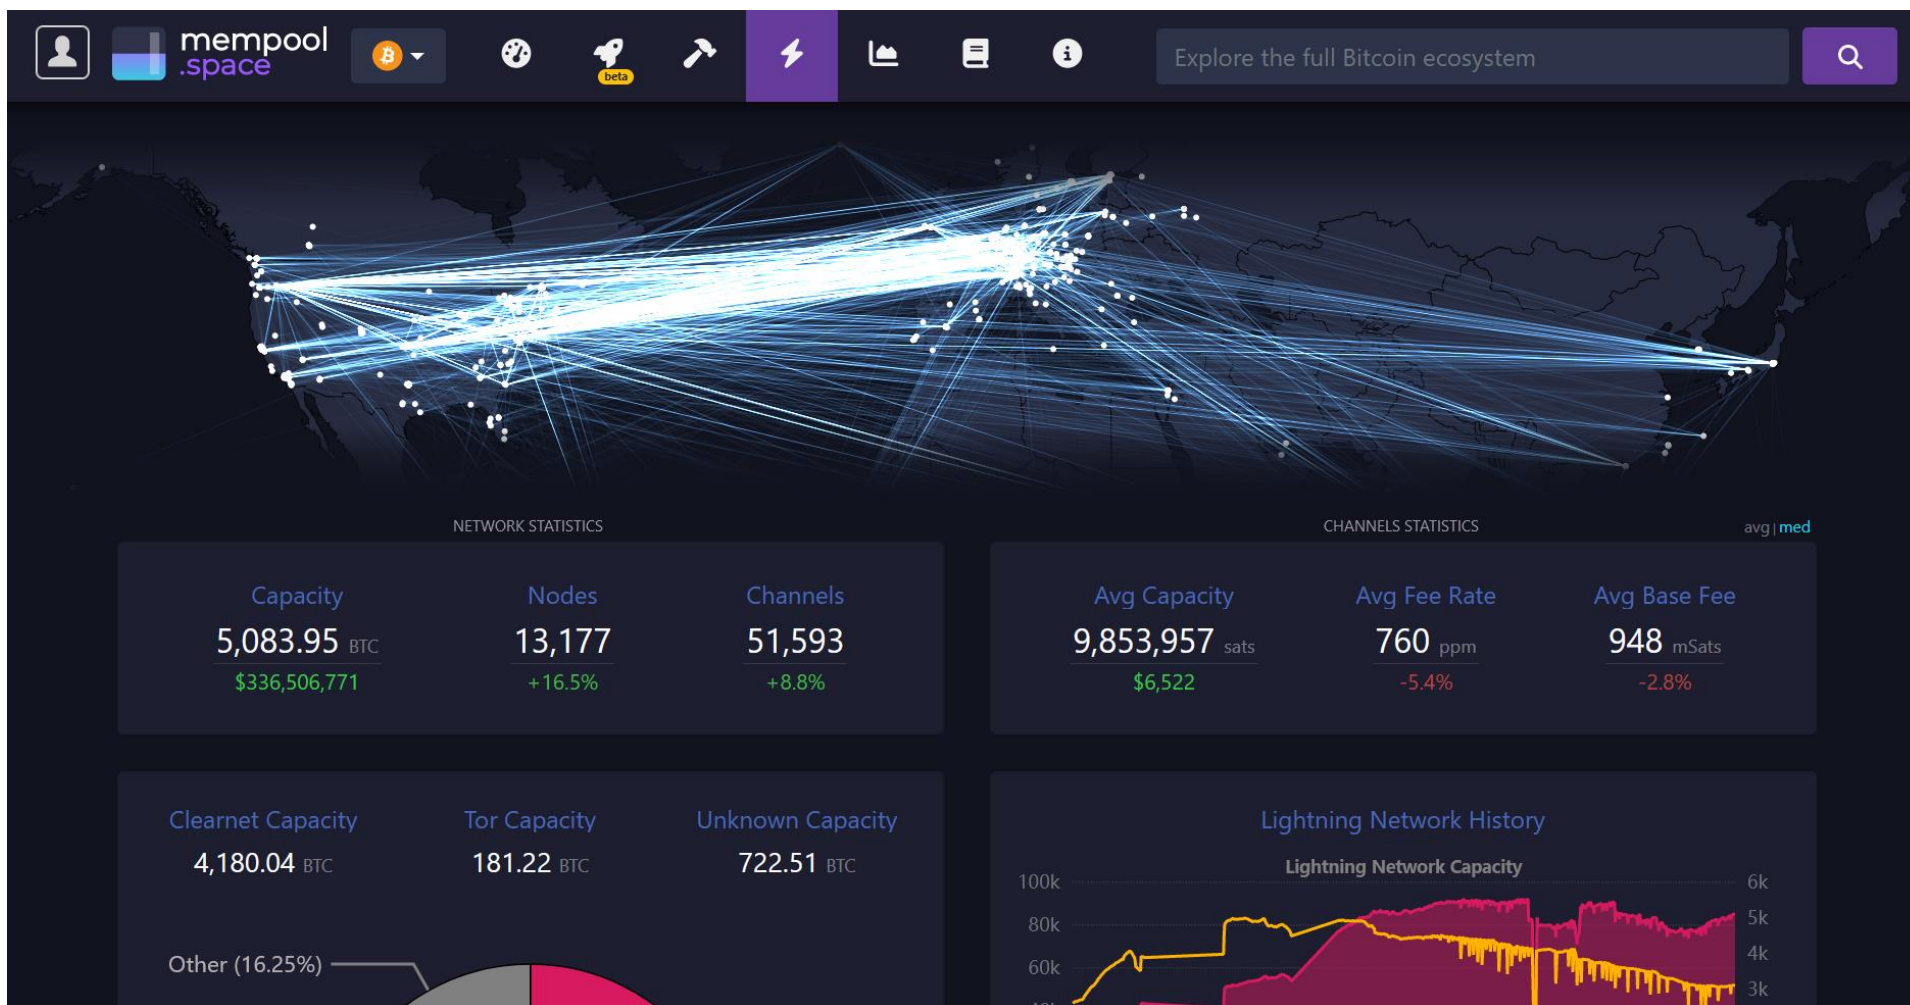 mempool
.space
beta
Explore the full Bitcoin ecosystem
NETWORK STATISTICS
Capacity Nodes Channels
5,083.95 BTC 13,177 51,593
$336,506,771 +16.5% +8.8%
CHANNELS STATISTICS avg | med
Avg Capacity Avg Fee Rate Avg Base Fee
9,853,957 sats 760 ppm 948 mSats
$6,522 -5.4% -2.8%
Clearnet Capacity Tor Capacity Unknown Capacity
4,180.04 BTC 181.22 BTC 722.51 BTC
Other (16.25%)
Lightning Network History
Lightning Network Capacity
100k 6k
80k 5k
4k
60k
3k